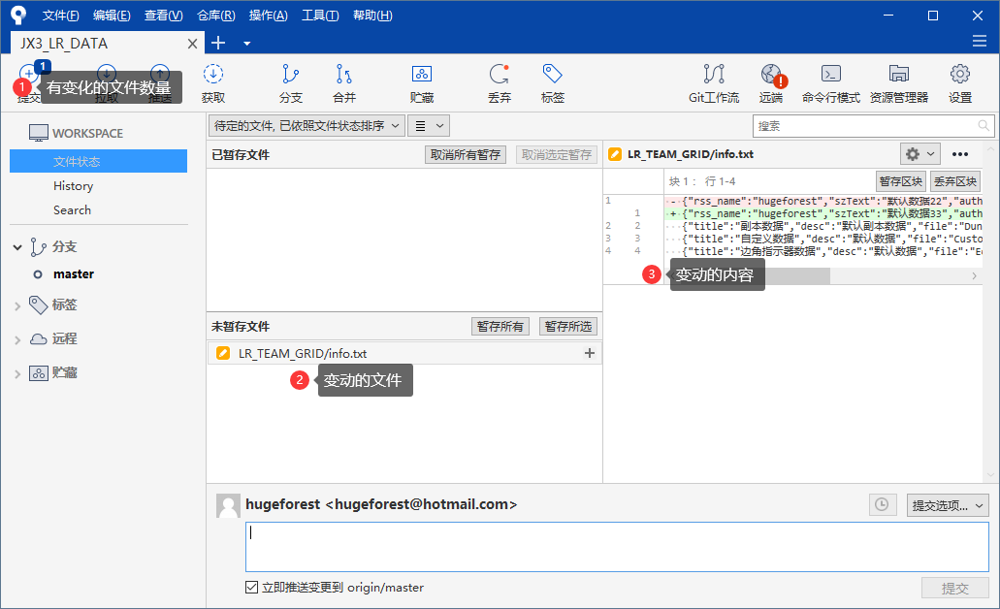 文件(F) 编辑(E) 查看(V) 仓库(R) 操作(A) 工具(T) 帮助(H)
JX3_LR_DATA
1
提交 拉取 推送 获取 分支 合并 贮藏 丢弃 标签 Git工作流 远端 命令行模式 资源管理器 设置
1 有变化的文件数量
WORKSPACE
文件状态
History
Search
分支
master
标签
远程
贮藏
待定的文件, 已依照文件状态排序
搜索
已暂存文件 取消所有暂存 取消选定暂存
未暂存文件 暂存所有 暂存所选
LR_TEAM_GRID/info.txt
2 变动的文件
LR_TEAM_GRID/info.txt
块 1： 行 1-4 暂存区块 丢弃区块
1 - {"rss_name":"hugeforest","szText":"默认数据22","auth
1 + {"rss_name":"hugeforest","szText":"默认数据33","auth
2 2 {"title":"副本数据","desc":"默认副本数据","file":"Dun
3 3 {"title":"自定义数据","desc":"默认数据","file":"Custo
4 4 {"title":"边角指示器数据","desc":"默认数据","file":"Ed
3 变动的内容
hugeforest <hugeforest@hotmail.com>
提交选项...
立即推送变更到 origin/master
提交